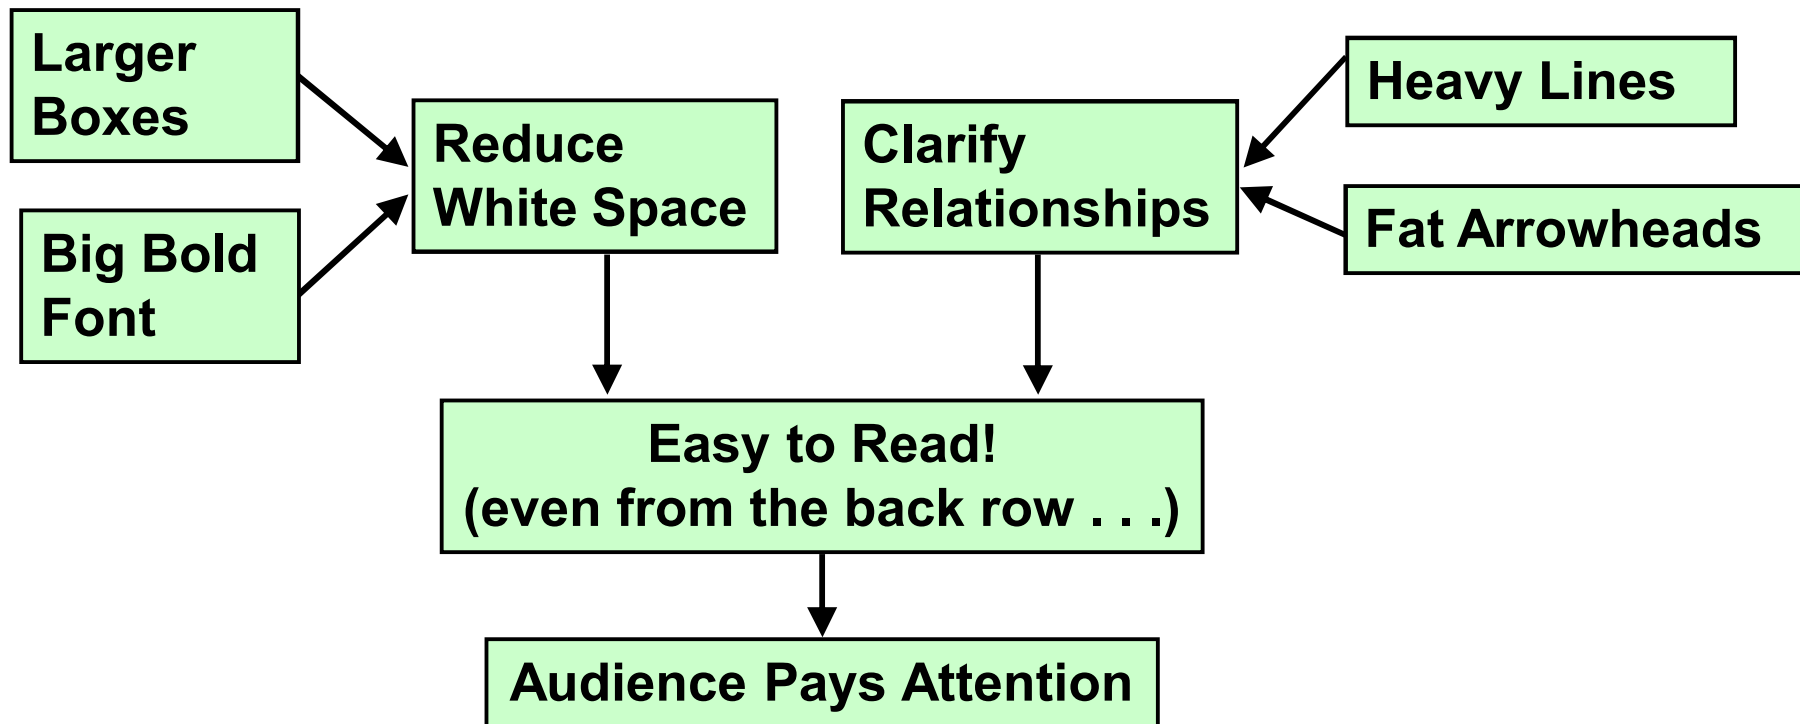 Larger
Boxes
Big Bold
Font
Reduce
White Space
Clarify
Relationships
Heavy Lines
Fat Arrowheads
Easy to Read!
(even from the back row . . .)
Audience Pays Attention